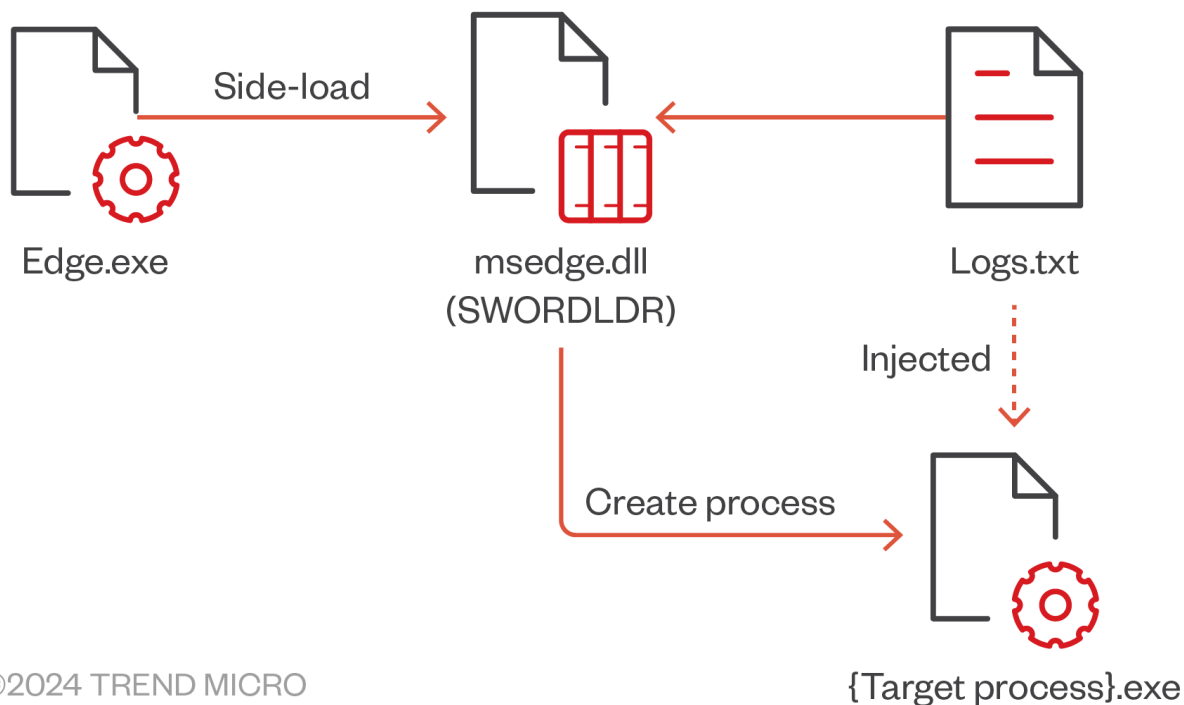 Side-load
Edge.exe
msedge.dll
(SWORDLDR)
Logs.txt
Injected
Create process
©2024 TREND MICRO
{Target process}.exe